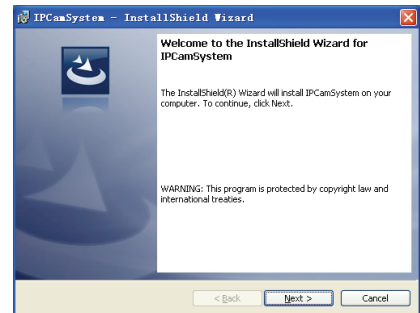 IPCamSystem - InstallShield Wizard
Welcome to the InstallShield Wizard for
IPCamSystem
The InstallShield(R) Wizard will install IPCamSystem on your
computer. To continue, click Next.
WARNING: This program is protected by copyright law and
international treaties.
< Back
Next >
Cancel